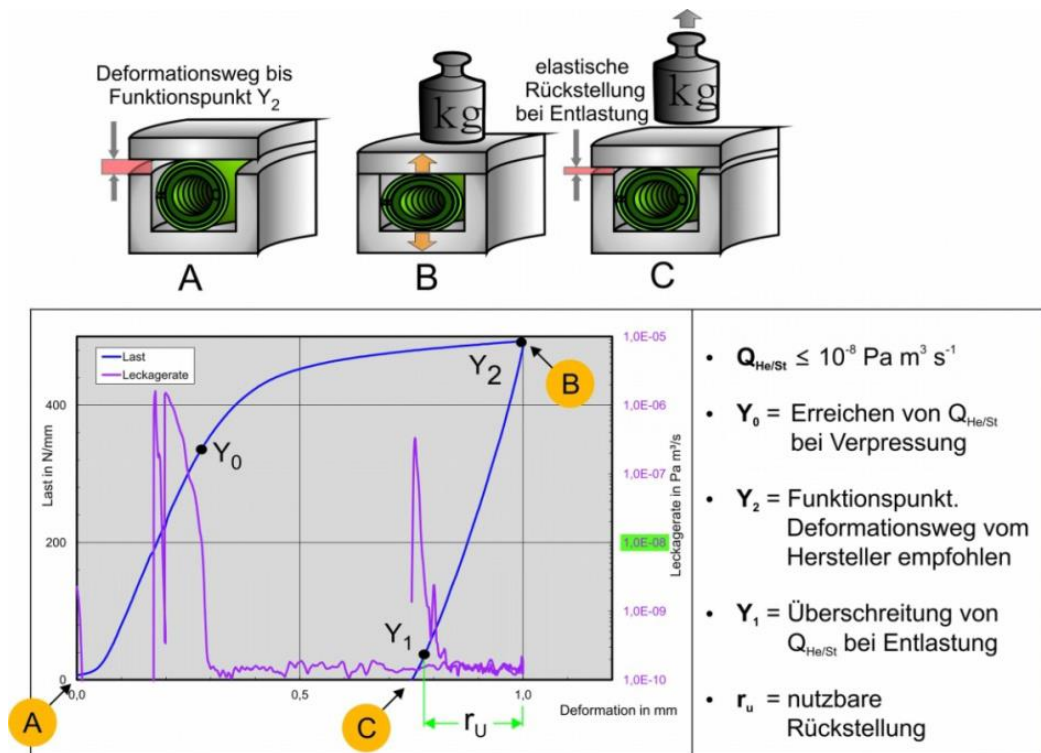 Deformationsweg bis
Funktionspunkt Y2
elastische
Rückstellung
bei Entlastung
kg
kg
A
B
C
Last
Leckagerate
Last in N/mm
400
200
0
0,0
0,5
1,0
Deformation in mm
1,0E-05
1,0E-06
1,0E-07
1,0E-08
1,0E-09
1,0E-10
Leckagerate in Pa m³/s
Y0
Y2
Y1
A
B
C
rU
• QHe/St ≤ 10⁻⁸ Pa m³ s⁻¹
• Y0 = Erreichen von QHe/St
bei Verpressung
• Y2 = Funktionspunkt.
Deformationsweg vom
Hersteller empfohlen
• Y1 = Überschreitung von
QHe/St bei Entlastung
• ru = nutzbare
Rückstellung